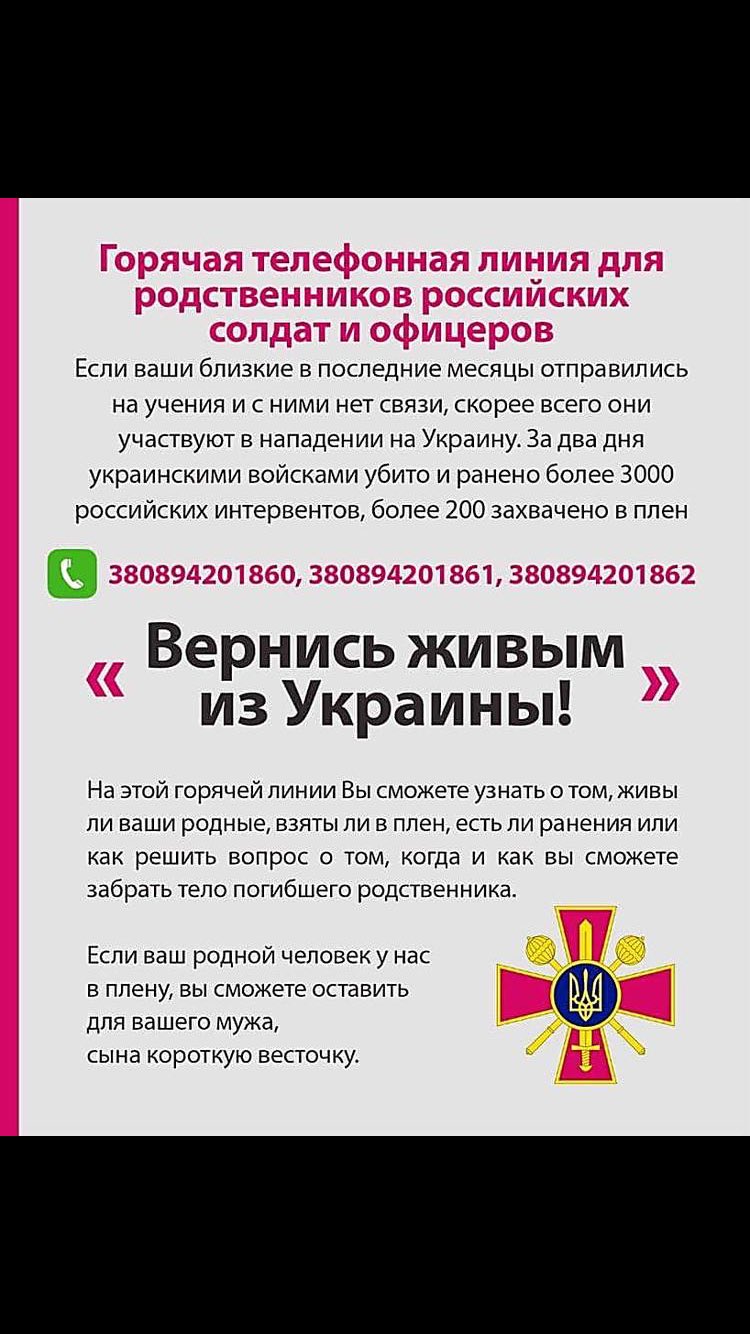 Горячая телефонная линия для
родственников российских
солдат и офицеров
Если ваши близкие в последние месяцы отправились
на учения и с ними нет связи, скорее всего они
участвуют в нападении на Украину. За два дня
украинскими войсками убито и ранено более 3000
российских интервентов, более 200 захвачено в плен
380894201860, 380894201861, 380894201862
« Вернись живым
из Украины! »
На этой горячей линии Вы сможете узнать о том, живы
ли ваши родные, взяты ли в плен, есть ли ранения или
как решить вопрос о том, когда и как вы сможете
забрать тело погибшего родственника.
Если ваш родной человек у нас
в плену, вы сможете оставить
для вашего мужа,
сына короткую весточку.